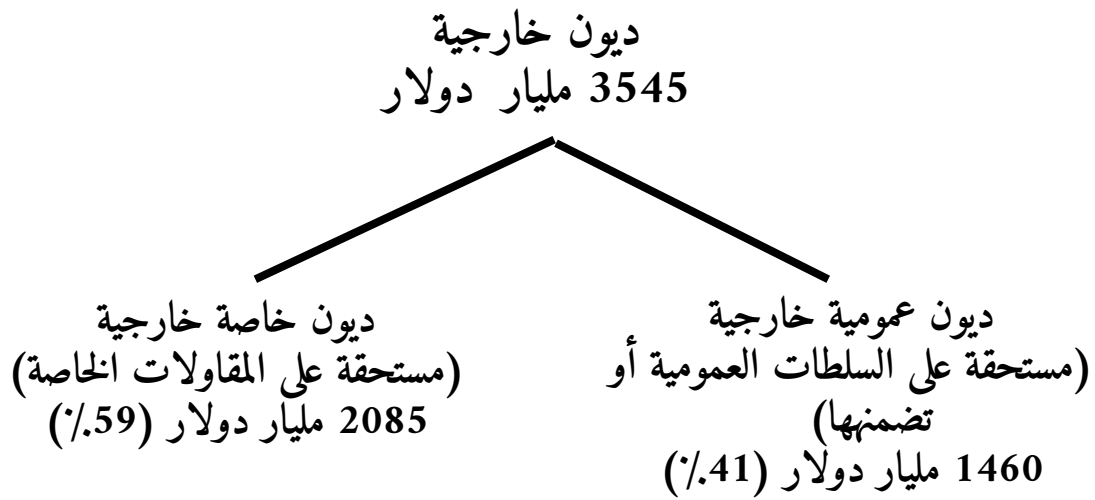 ديون خارجية
3545 مليار دولار
ديون عمومية خارجية
(مستحقة على السلطات العمومية أو
تضمنها)
1460 مليار دولار (41٪)
ديون خاصة خارجية
(مستحقة على المقاولات الخاصة)
2085 مليار دولار (59٪)